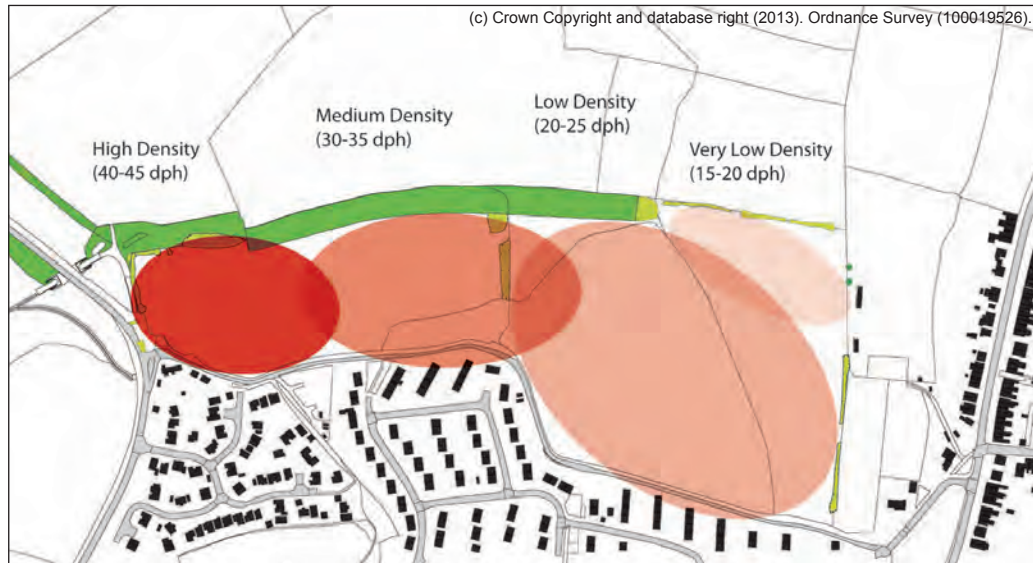 (c) Crown Copyright and database right (2013). Ordnance Survey (100019526).
High Density
(40-45 dph)
Medium Density
(30-35 dph)
Low Density
(20-25 dph)
Very Low Density
(15-20 dph)